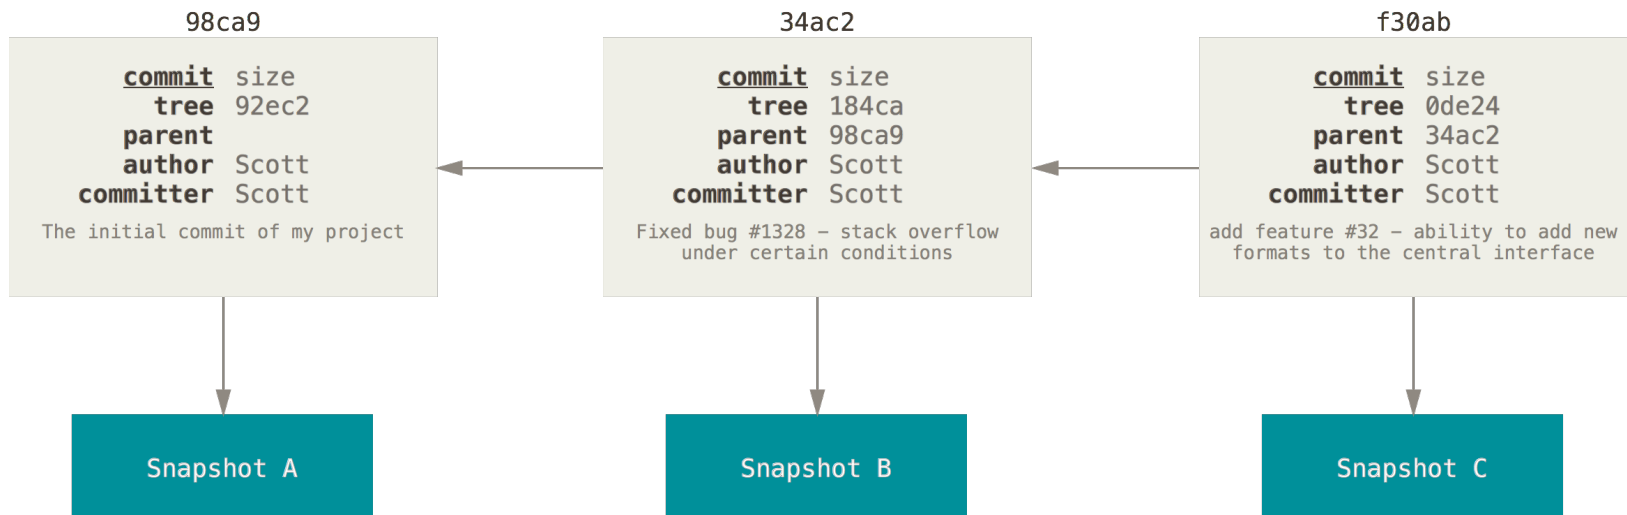 98ca9
commit size
tree 92ec2
parent
author Scott
committer Scott
The initial commit of my project
Snapshot A
34ac2
commit size
tree 184ca
parent 98ca9
author Scott
committer Scott
Fixed bug #1328 – stack overflow
under certain conditions
Snapshot B
f30ab
commit size
tree 0de24
parent 34ac2
author Scott
committer Scott
add feature #32 – ability to add new
formats to the central interface
Snapshot C